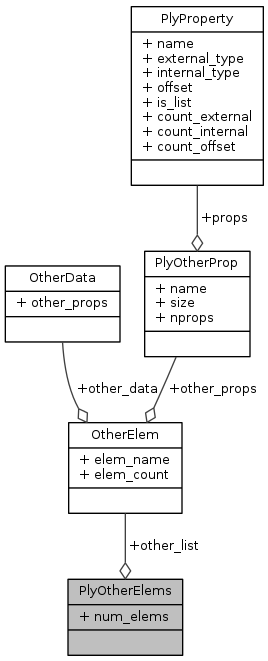 PlyProperty
+ name
+ external_type
+ internal_type
+ offset
+ is_list
+ count_external
+ count_internal
+ count_offset
+props
PlyOtherProp
+ name
+ size
+ nprops
OtherData
+ other_props
+other_data
+other_props
OtherElem
+ elem_name
+ elem_count
+other_list
PlyOtherElems
+ num_elems